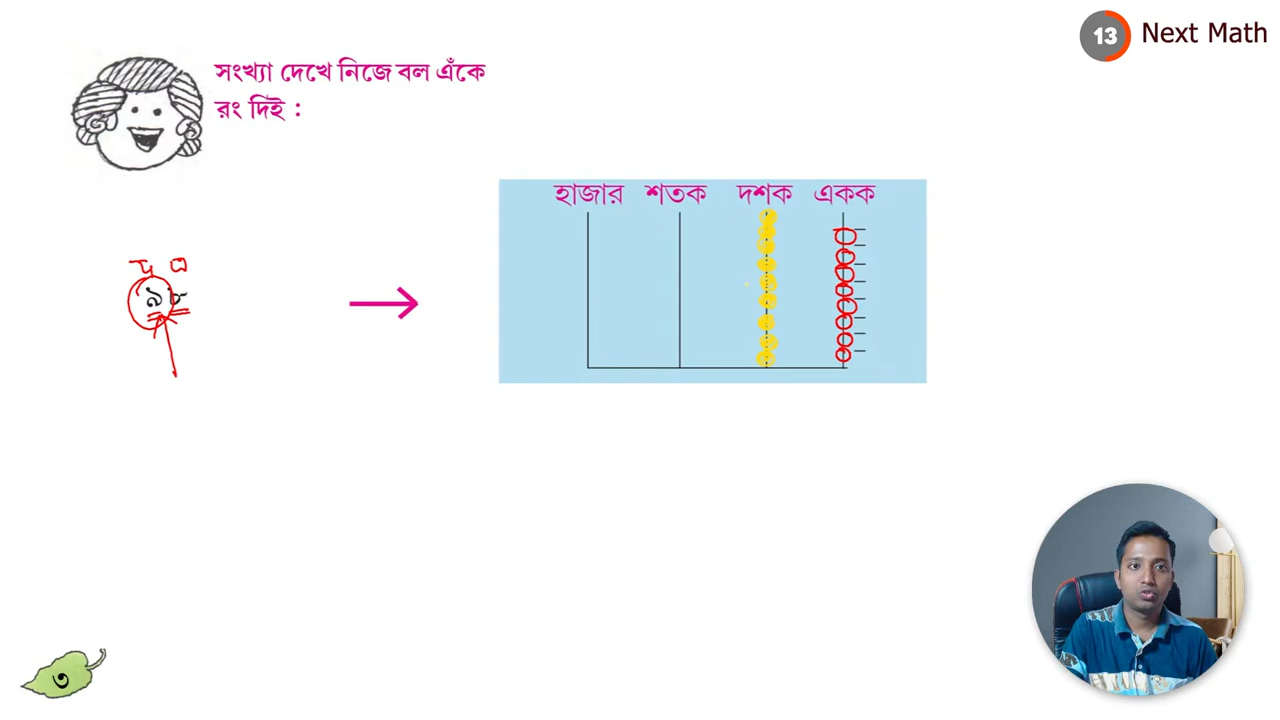 13 Next Math
সংখ্যা দেখে নিজে বল এঁকে
রং দিই :
হাজার শতক দশক একক
দ এ
৯৮
৩